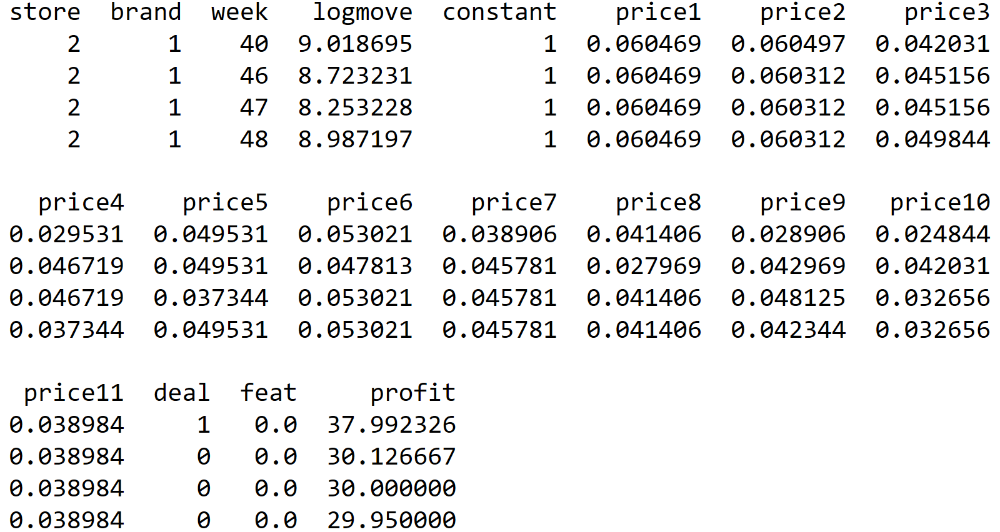 store brand week logmove constant price1 price2 price3
2 1 40 9.018695 1 0.060469 0.060497 0.042031
2 1 46 8.723231 1 0.060469 0.060312 0.045156
2 1 47 8.253228 1 0.060469 0.060312 0.045156
2 1 48 8.987197 1 0.060469 0.060312 0.049844
price4 price5 price6 price7 price8 price9 price10
0.029531 0.049531 0.053021 0.038906 0.041406 0.028906 0.024844
0.046719 0.049531 0.047813 0.045781 0.027969 0.042969 0.042031
0.046719 0.037344 0.053021 0.045781 0.041406 0.048125 0.032656
0.037344 0.049531 0.053021 0.045781 0.041406 0.042344 0.032656
price11 deal feat profit
0.038984 1 0.0 37.992326
0.038984 0 0.0 30.126667
0.038984 0 0.0 30.000000
0.038984 0 0.0 29.950000